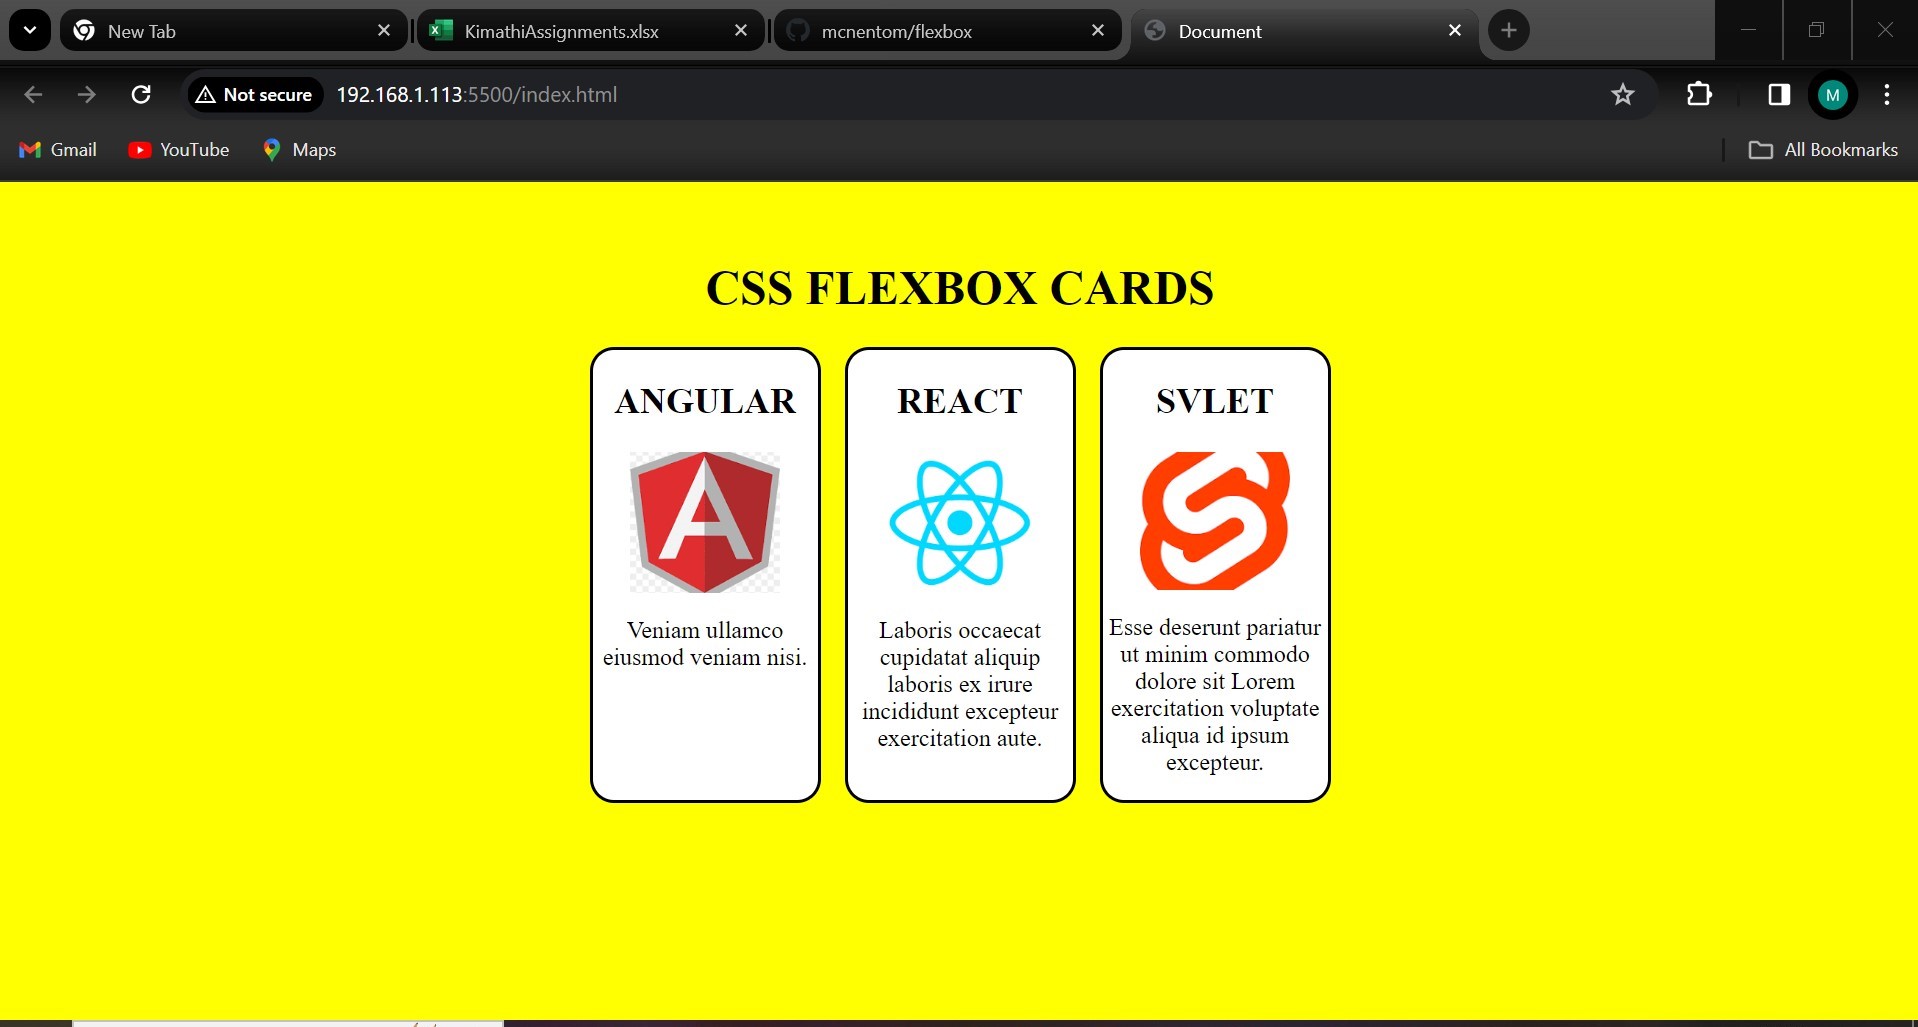 New Tab
KimathiAssignments.xlsx
mcnentom/flexbox
Document
Not secure
192.168.1.113:5500/index.html
M
Gmail
YouTube
Maps
All Bookmarks
CSS FLEXBOX CARDS
ANGULAR
A
Veniam ullamco
eiusmod veniam nisi.
REACT
Laboris occaecat
cupidatat aliquip
laboris ex irure
incididunt excepteur
exercitation aute.
SVLET
Esse deserunt pariatur
ut minim commodo
dolore sit Lorem
exercitation voluptate
aliqua id ipsum
excepteur.